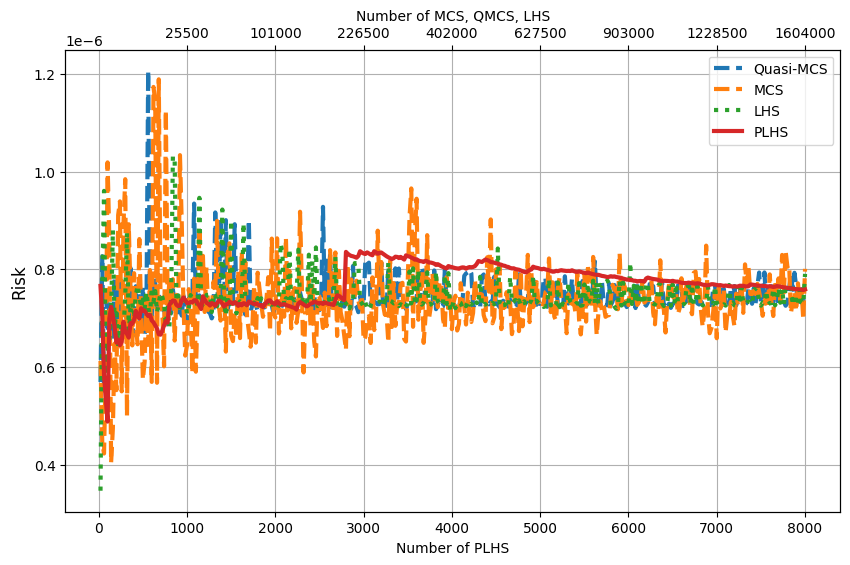 Number of MCS, QMCS, LHS
25500 101000 226500 402000 627500 903000 1228500 1604000
1e−6
1.2
1.0
0.8
0.6
0.4
Risk
Quasi-MCS
MCS
LHS
PLHS
0 1000 2000 3000 4000 5000 6000 7000 8000
Number of PLHS